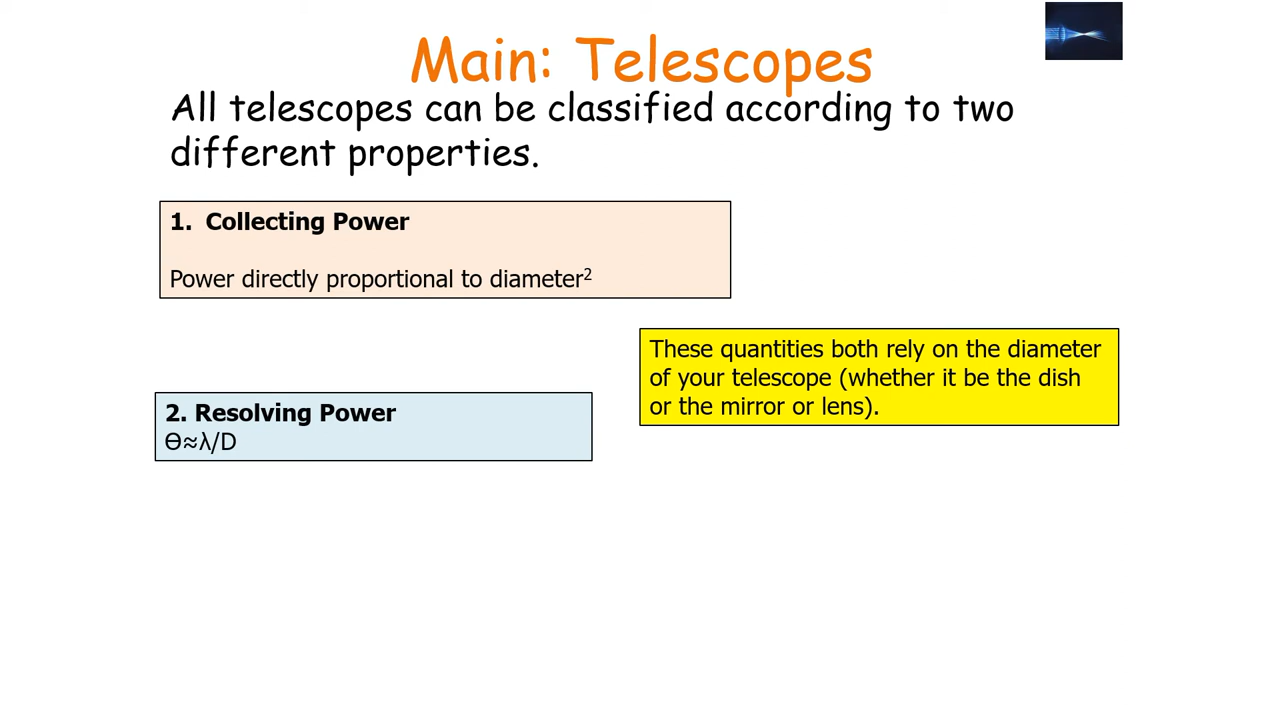 Main: Telescopes
All telescopes can be classified according to two
different properties.
1. Collecting Power
Power directly proportional to diameter²
These quantities both rely on the diameter
of your telescope (whether it be the dish
or the mirror or lens).
2. Resolving Power
Ө≈λ/D